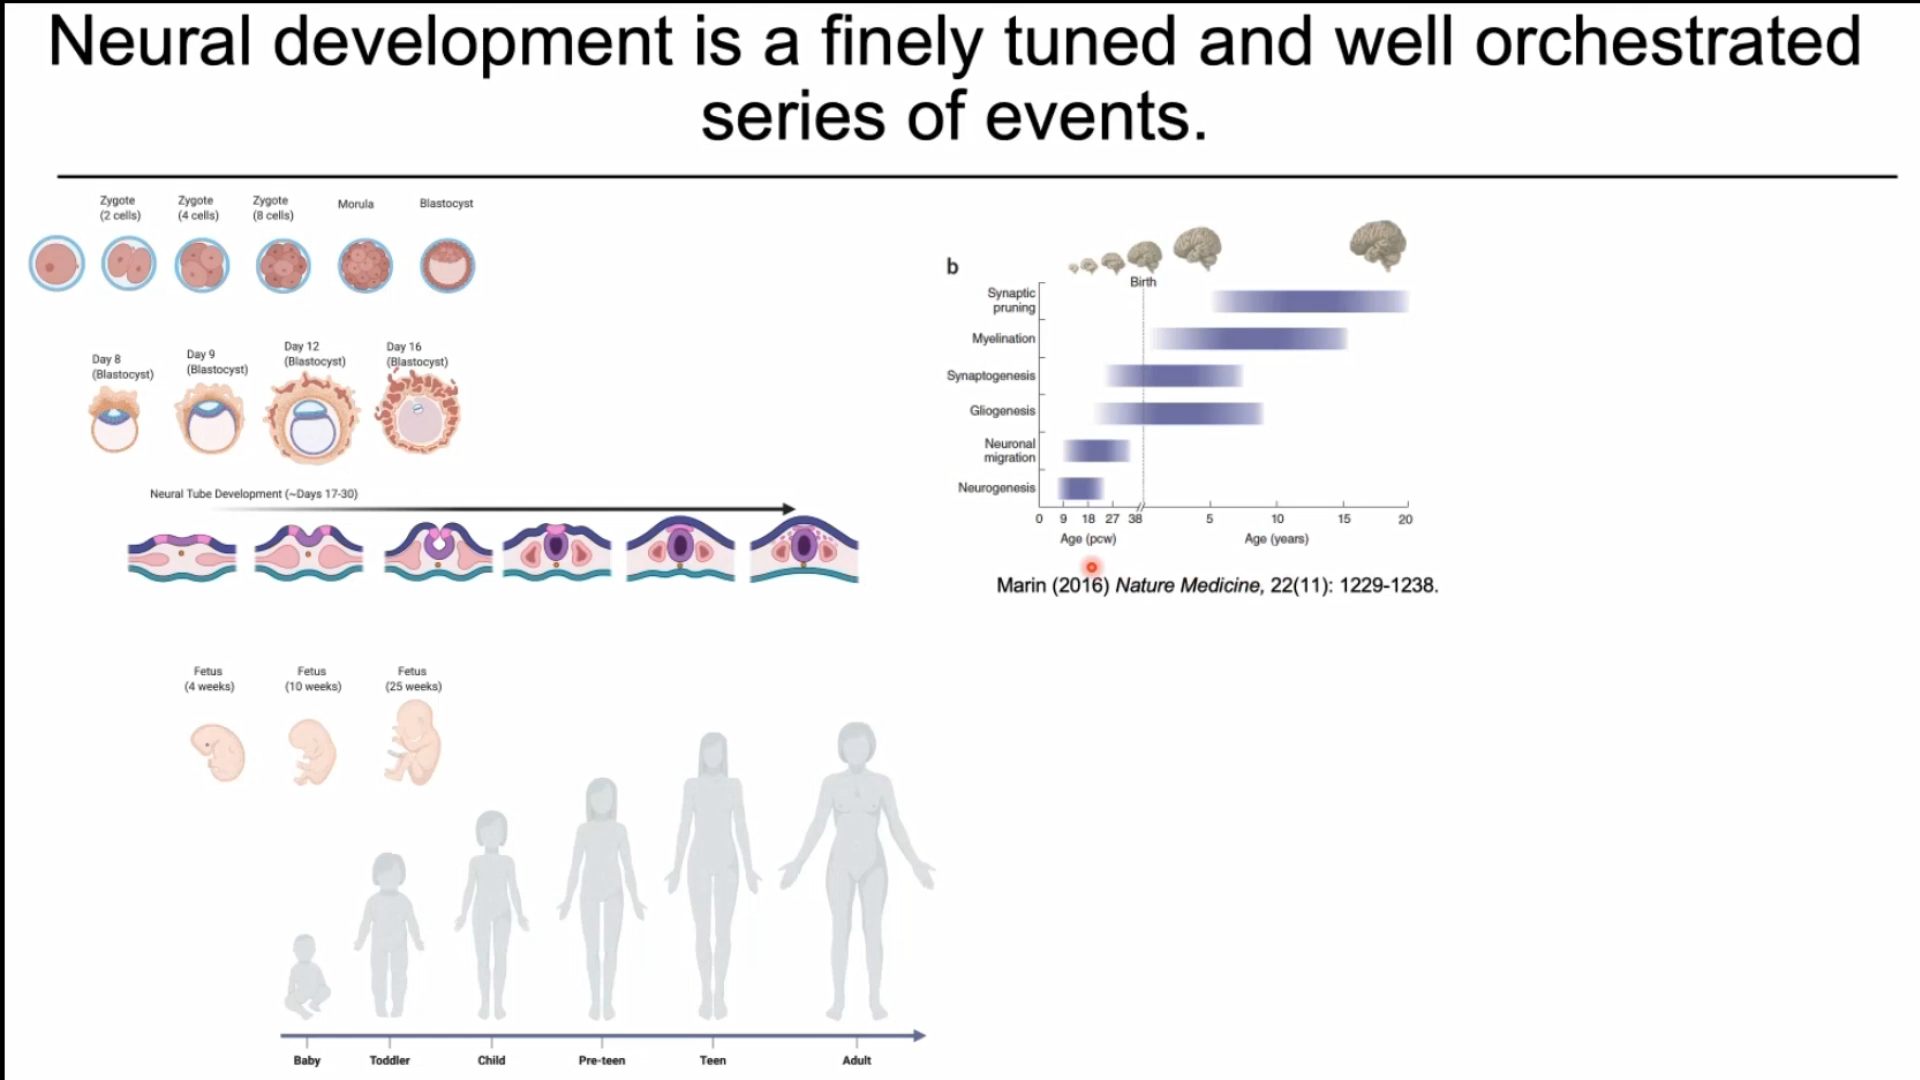 Neural development is a finely tuned and well orchestrated
series of events.
Zygote
(2 cells)
Zygote
(4 cells)
Zygote
(8 cells)
Morula
Blastocyst
Day 8
(Blastocyst)
Day 9
(Blastocyst)
Day 12
(Blastocyst)
Day 16
(Blastocyst)
Neural Tube Development (~Days 17-30)
Fetus
(4 weeks)
Fetus
(10 weeks)
Fetus
(25 weeks)
Baby
Toddler
Child
Pre-teen
Teen
Adult
b
Birth
Synaptic
pruning
Myelination
Synaptogenesis
Gliogenesis
Neuronal
migration
Neurogenesis
0 9 18 27 38 5 10 15 20
Age (pcw)
Age (years)
Marin (2016) Nature Medicine, 22(11): 1229-1238.